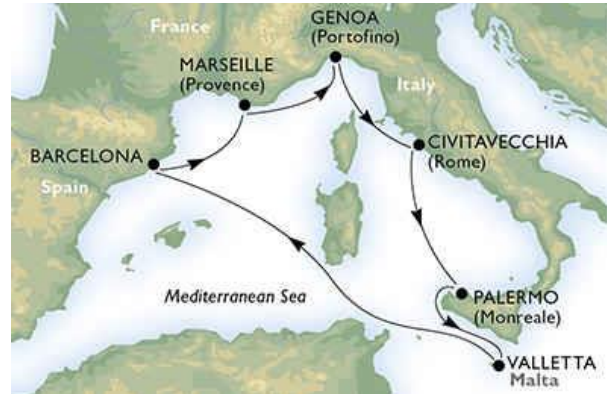 GENOA
(Portofino)
France
MARSEILLE
(Provence)
Italy
CIVITAVECCHIA
(Rome)
BARCELONA
Spain
Mediterranean Sea
PALERMO
(Monreale)
VALLETTA
Malta